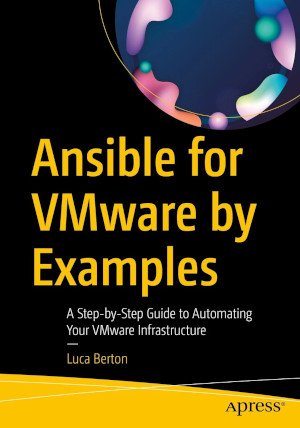 Ansible for
VMware by
Examples
A Step-by-Step Guide to Automating
Your VMware Infrastructure
—
Luca Berton
Apress®